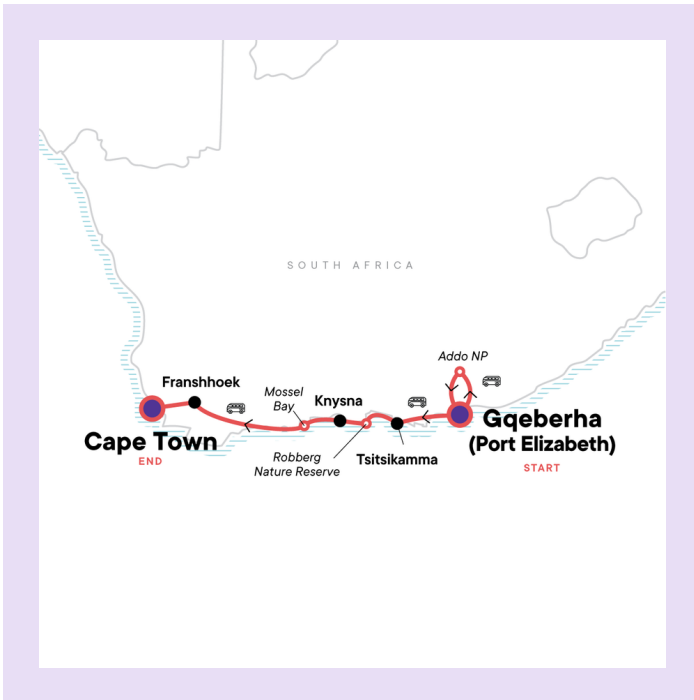 SOUTH AFRICA
Addo NP
Franshhoek
Mossel
Bay
Knysna
Gqeberha
(Port Elizabeth)
START
Cape Town
END
Robberg
Nature Reserve
Tsitsikamma